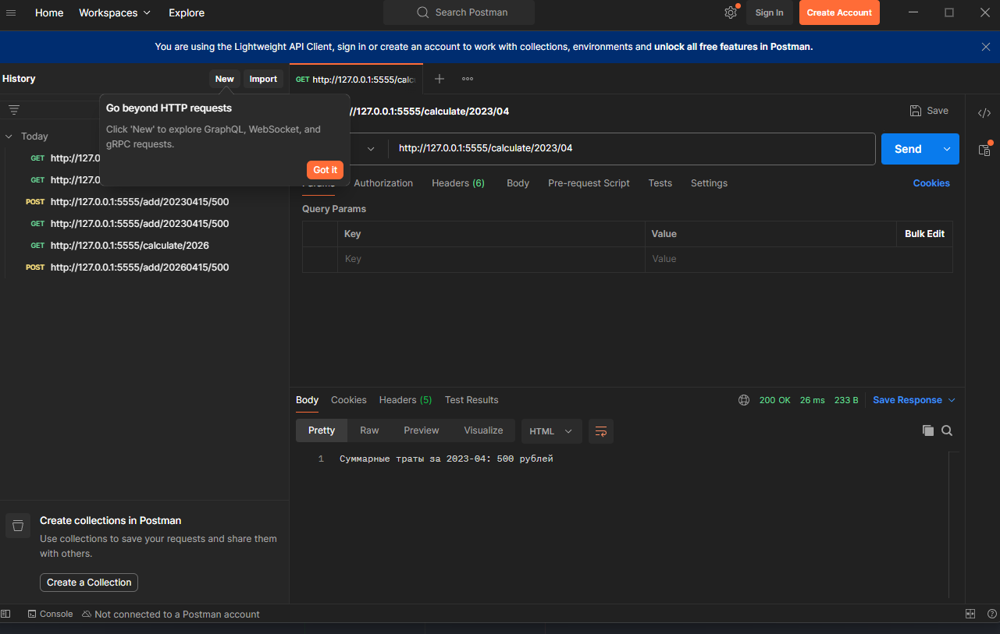 Home Workspaces Explore Search Postman Sign In Create Account
You are using the Lightweight API Client, sign in or create an account to work with collections, environments and unlock all free features in Postman.
History New Import GET http://127.0.0.1:5555/calc
Go beyond HTTP requests
Click 'New' to explore GraphQL, WebSocket, and
gRPC requests.
Got it
//127.0.0.1:5555/calculate/2023/04 Save
Today
GET http://127.0
GET http://127.0
POST http://127.0.0.1:5555/add/20230415/500
GET http://127.0.0.1:5555/add/20230415/500
GET http://127.0.0.1:5555/calculate/2026
POST http://127.0.0.1:5555/add/20260415/500
http://127.0.0.1:5555/calculate/2023/04 Send
Params Authorization Headers (6) Body Pre-request Script Tests Settings Cookies
Query Params
Key Value Bulk Edit
Key Value
Body Cookies Headers (5) Test Results 200 OK 26 ms 233 B Save Response
Pretty Raw Preview Visualize HTML
1 Суммарные траты за 2023-04: 500 рублей
Create collections in Postman
Use collections to save your requests and share them
with others.
Create a Collection
Console Not connected to a Postman account